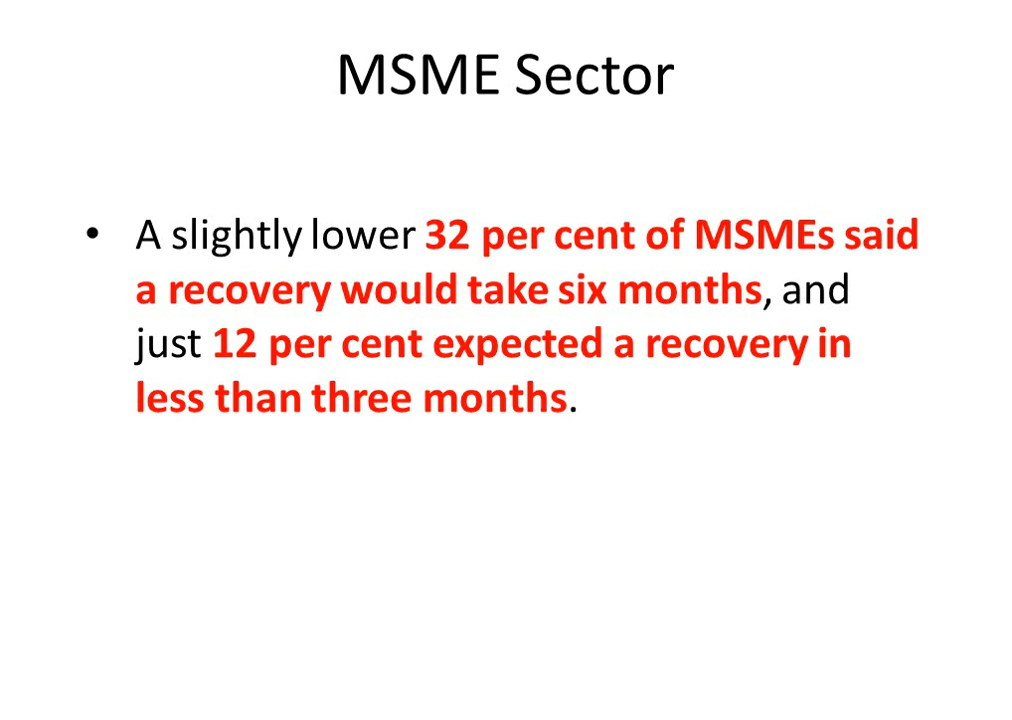 MSME Sector
• A slightly lower 32 per cent of MSMEs said
a recovery would take six months, and
just 12 per cent expected a recovery in
less than three months.